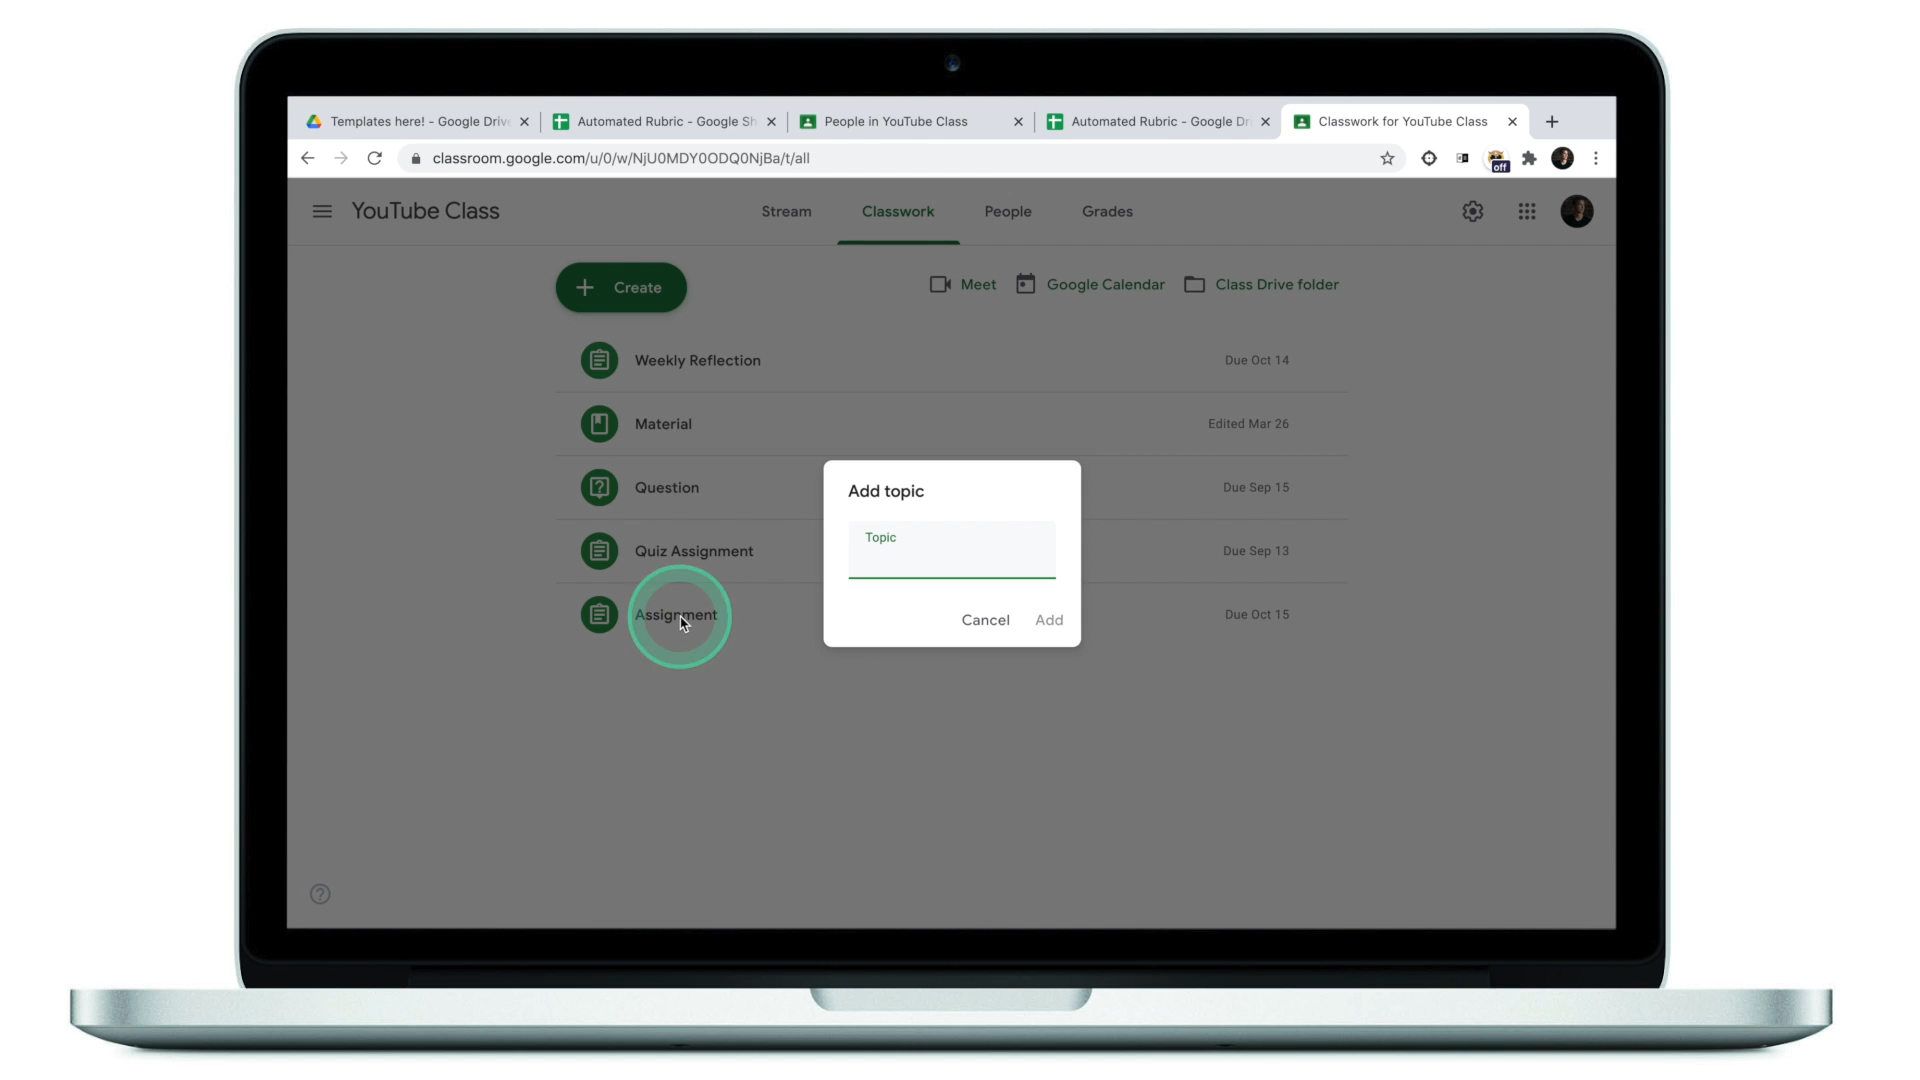 Templates here! - Google Drive
Automated Rubric - Google Sh
People in YouTube Class
Automated Rubric - Google Dr
Classwork for YouTube Class
classroom.google.com/u/0/w/NjU0MDY0ODQ0NjBa/t/all
off
YouTube Class
Stream
Classwork
People
Grades
Create
Meet
Google Calendar
Class Drive folder
Weekly Reflection
Due Oct 14
Material
Edited Mar 26
Question
Due Sep 15
Quiz Assignment
Due Sep 13
Assignment
Due Oct 15
Add topic
Topic
Cancel
Add